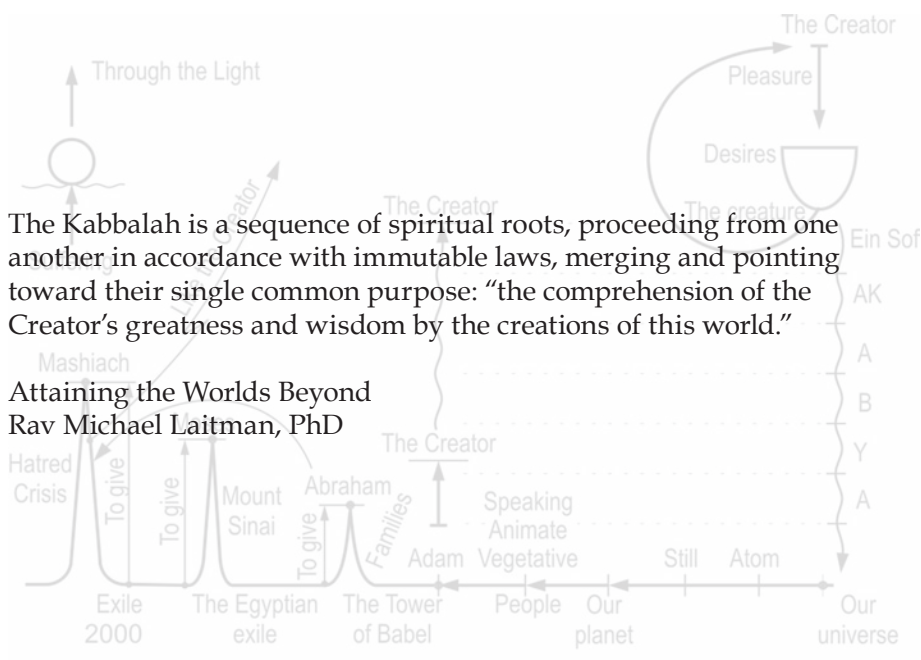 The Creator
Through the Light
Pleasure
Desires
The Creator
The creature
The Kabbalah is a sequence of spiritual roots, proceeding from one
another in accordance with immutable laws, merging and pointing
toward their single common purpose: “the comprehension of the
Creator’s greatness and wisdom by the creations of this world.”
Ein Sof
AK
A
B
Y
A
Mashiach
Attaining the Worlds Beyond
Rav Michael Laitman, PhD
Hatred
Crisis
To give
To give
Mount
Sinai
Abraham
To give
Families
The Creator
Speaking
Animate
Vegetative
Adam
Still
Atom
Exile
2000
The Egyptian
exile
The Tower
of Babel
People
Our
planet
Our
universe